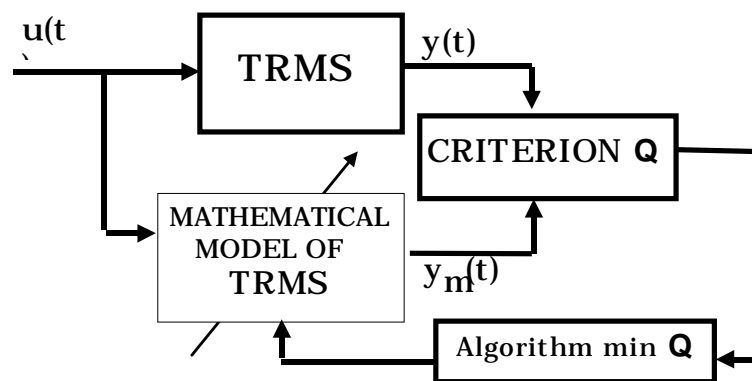 u(t
TRMS
y(t)
CRITERION Q
MATHEMATICAL
MODEL OF
TRMS
y_m(t)
Algorithm min Q